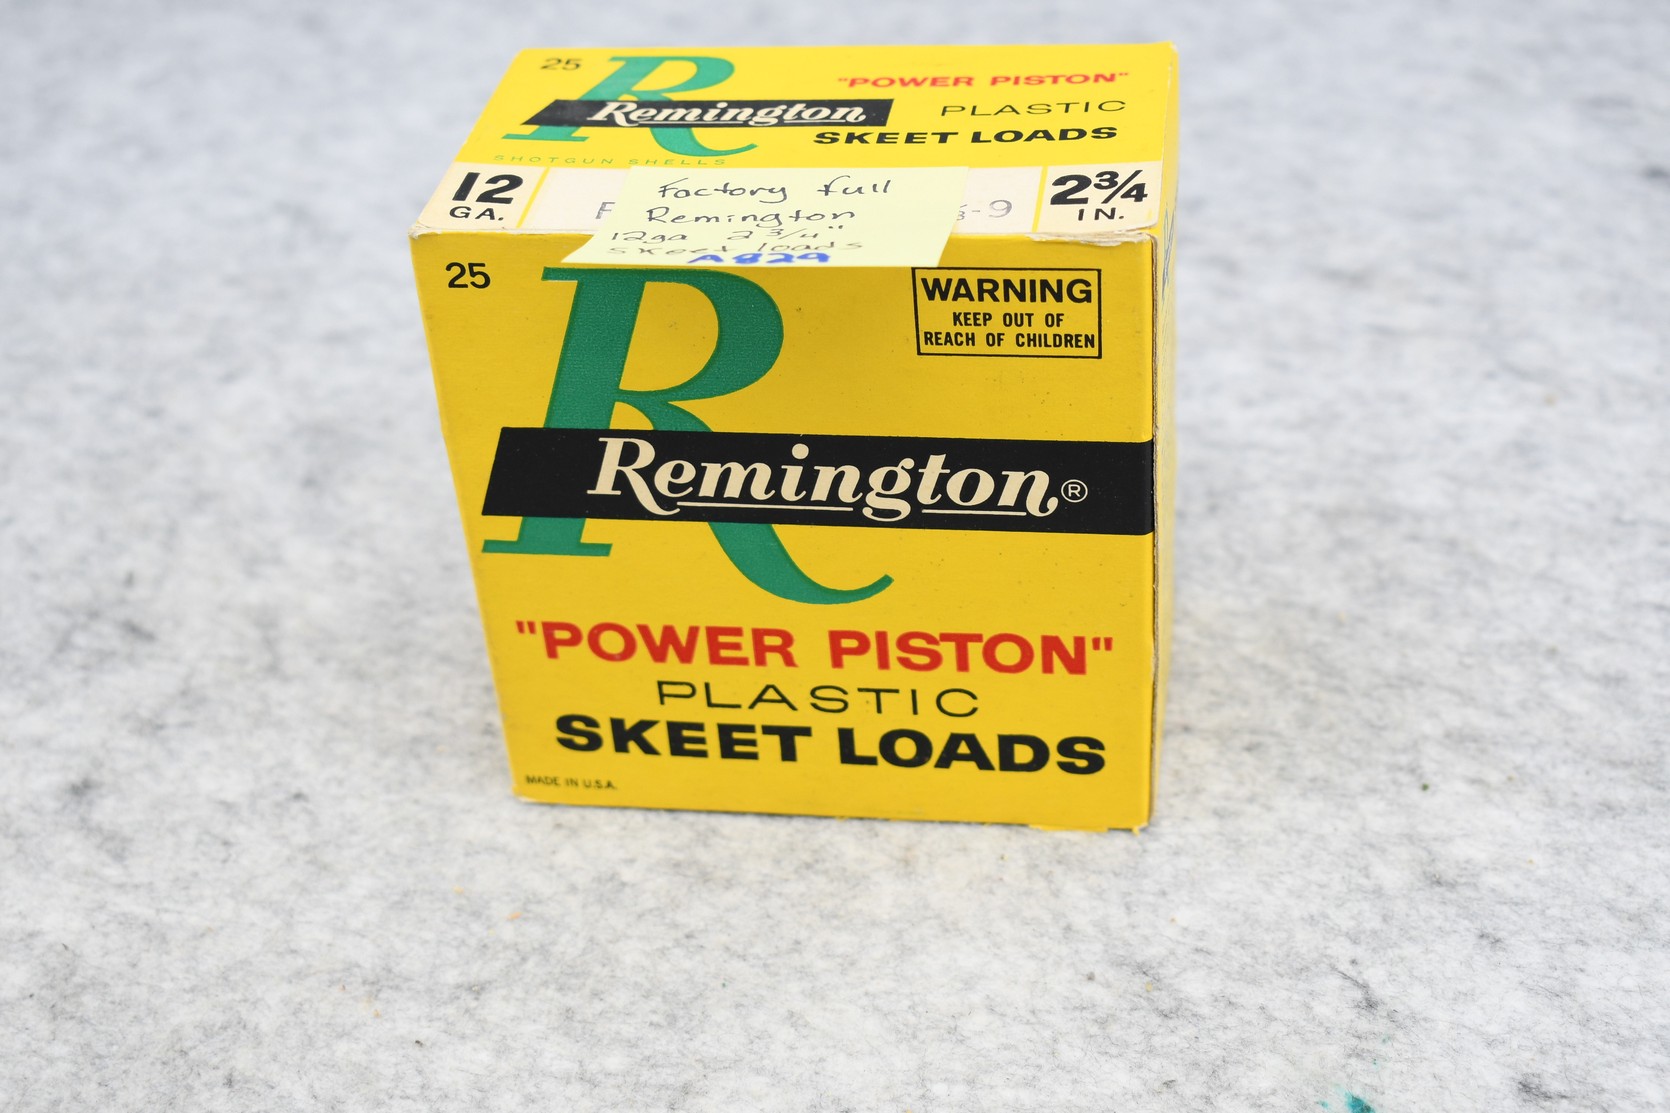 25
Remington
"POWER PISTON"
PLASTIC
SKEET LOADS
SHOTGUN SHELLS
12
GA.
Factory full
Remington
12ga 2 3/4"
skeet loads
A829
-9
2¾
IN.
25
WARNING
KEEP OUT OF
REACH OF CHILDREN
Remington®
"POWER PISTON"
PLASTIC
SKEET LOADS
MADE IN U.S.A.